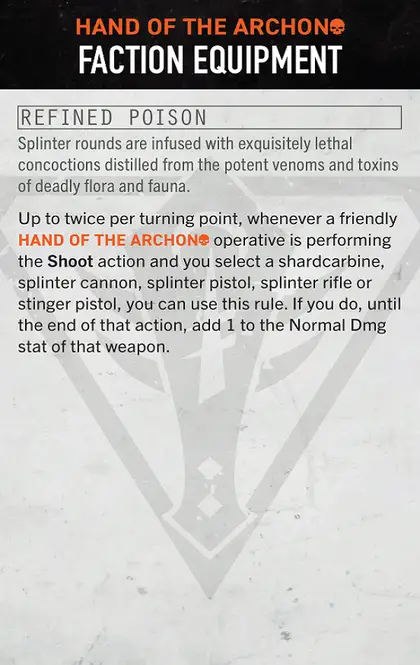 HAND OF THE ARCHON
FACTION EQUIPMENT
REFINED POISON
Splinter rounds are infused with exquisitely lethal
concoctions distilled from the potent venoms and toxins
of deadly flora and fauna.
Up to twice per turning point, whenever a friendly
HAND OF THE ARCHON operative is performing
the Shoot action and you select a shardcarbine,
splinter cannon, splinter pistol, splinter rifle or
stinger pistol, you can use this rule. If you do, until
the end of that action, add 1 to the Normal Dmg
stat of that weapon.